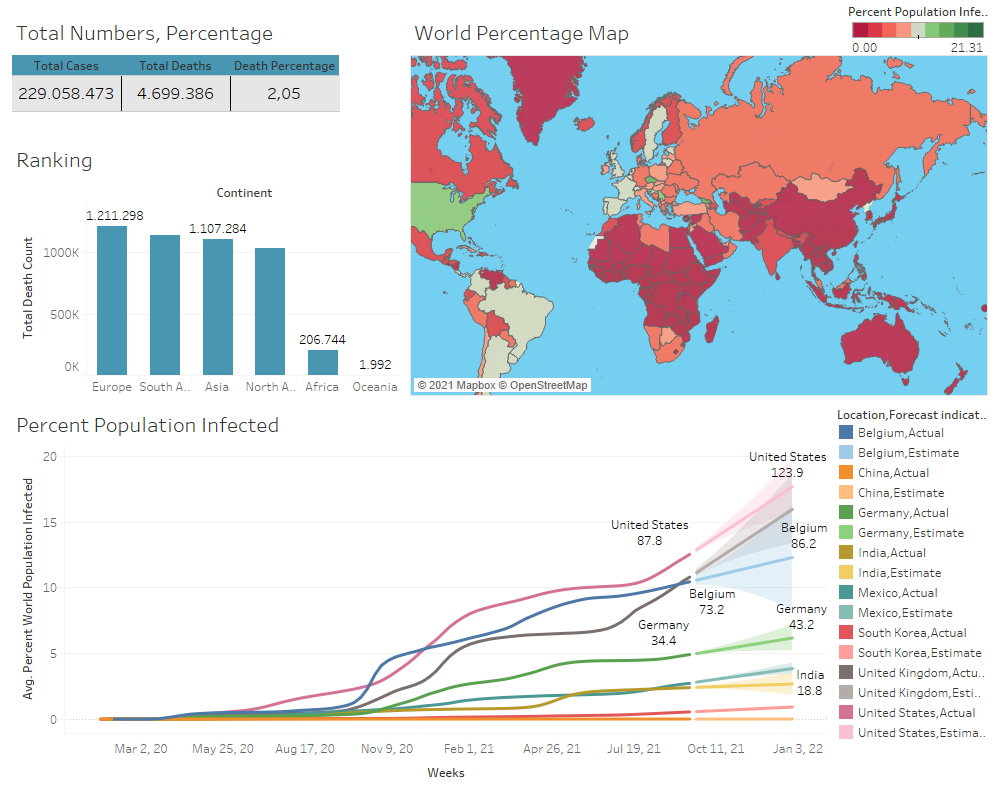 Total Numbers, Percentage
Total Cases Total Deaths Death Percentage
229.058.473 4.699.386 2,05
World Percentage Map
Percent Population Infe..
0.00 21.31
© 2021 Mapbox © OpenStreetMap
Ranking
Continent
Total Death Count
1000K
500K
0K
1.211.298
1.107.284
206.744
1.992
Europe South A.. Asia North A.. Africa Oceania
Percent Population Infected
Avg. Percent World Population Infected
20
15
10
5
0
United States
123.9
United States
87.8
Belgium
86.2
Belgium
73.2
Germany
43.2
Germany
34.4
India
18.8
Mar 2, 20 May 25, 20 Aug 17, 20 Nov 9, 20 Feb 1, 21 Apr 26, 21 Jul 19, 21 Oct 11, 21 Jan 3, 22
Weeks
Location,Forecast indicat..
Belgium,Actual
Belgium,Estimate
China,Actual
China,Estimate
Germany,Actual
Germany,Estimate
India,Actual
India,Estimate
Mexico,Actual
Mexico,Estimate
South Korea,Actual
South Korea,Estimate
United Kingdom,Actu..
United Kingdom,Esti..
United States,Actual
United States,Estima..